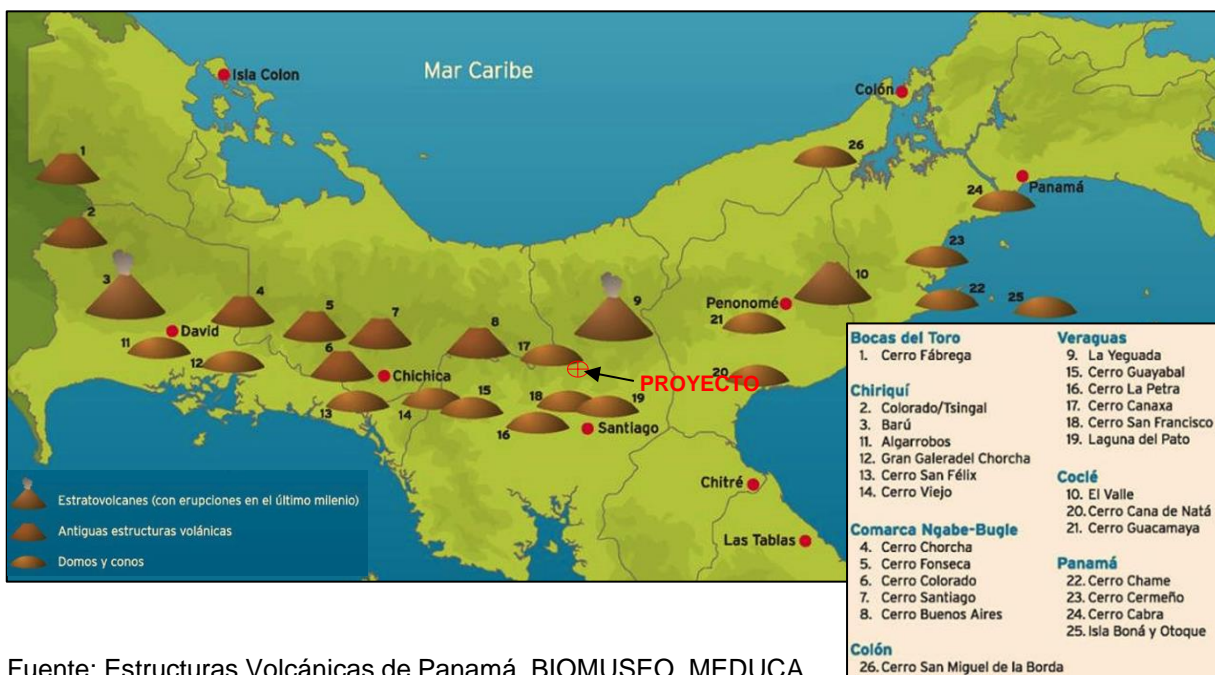 Mar Caribe
Isla Colon
Colón
Panamá
David
Chichica
Santiago
Penonomé
Chitré
Las Tablas
PROYECTO
1
2
3
4
5
6
7
8
9
10
11
12
13
14
15
16
17
18
19
20
21
22
23
24
25
26
Estratovolcanes (con erupciones en el último milenio)
Antiguas estructuras volánicas
Domos y conos
Bocas del Toro
1. Cerro Fábrega
Chiriquí
2. Colorado/Tsingal
3. Barú
11. Algarrobos
12. Gran Galeradel Chorcha
13. Cerro San Félix
14. Cerro Viejo
Comarca Ngabe-Bugle
4. Cerro Chorcha
5. Cerro Fonseca
6. Cerro Colorado
7. Cerro Santiago
8. Cerro Buenos Aires
Colón
26. Cerro San Miguel de la Borda
Veraguas
9. La Yeguada
15. Cerro Guayabal
16. Cerro La Petra
17. Cerro Canaxa
18. Cerro San Francisco
19. Laguna del Pato
Coclé
10. El Valle
20. Cerro Cana de Natá
21. Cerro Guacamaya
Panamá
22. Cerro Chame
23. Cerro Cermeño
24. Cerro Cabra
25. Isla Boná y Otoque
Fuente: Estructuras Volcánicas de Panamá, BIOMUSEO, MEDUCA